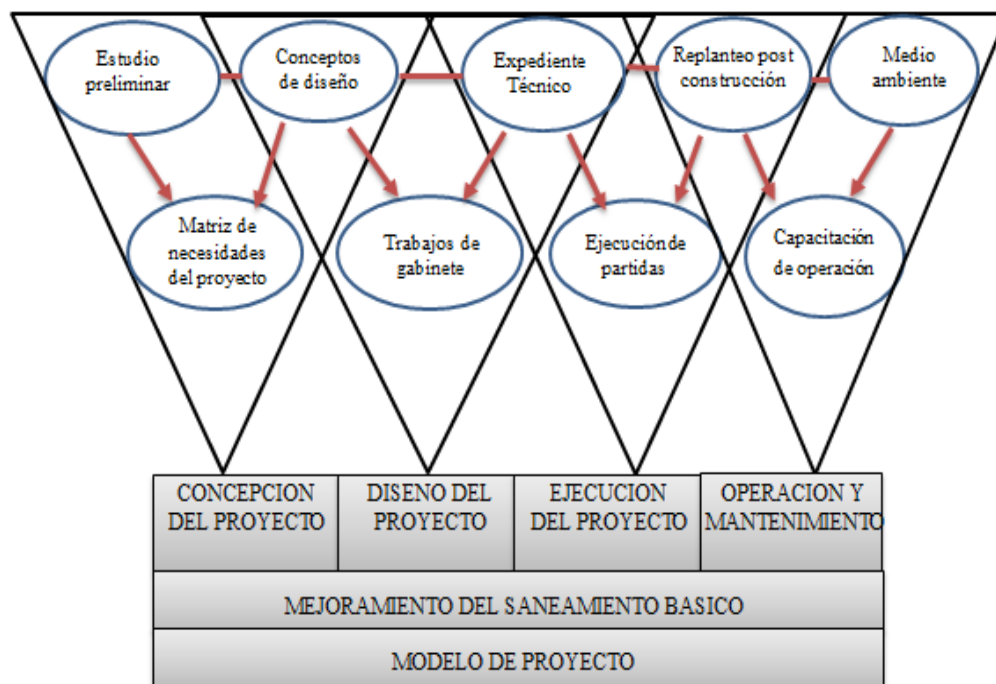 Estudio
preliminar
Conceptos
de diseño
Expediente
Técnico
Replanteo post
construcción
Medio
ambiente
Matriz de
necesidades
del proyecto
Trabajos de
gabinete
Ejecución de
partidas
Capacitación
de operación
CONCEPCION
DEL PROYECTO
DISENO DEL
PROYECTO
EJECUCION
DEL PROYECTO
OPERACION Y
MANTENIMIENTO
MEJORAMIENTO DEL SANEAMIENTO BASICO
MODELO DE PROYECTO